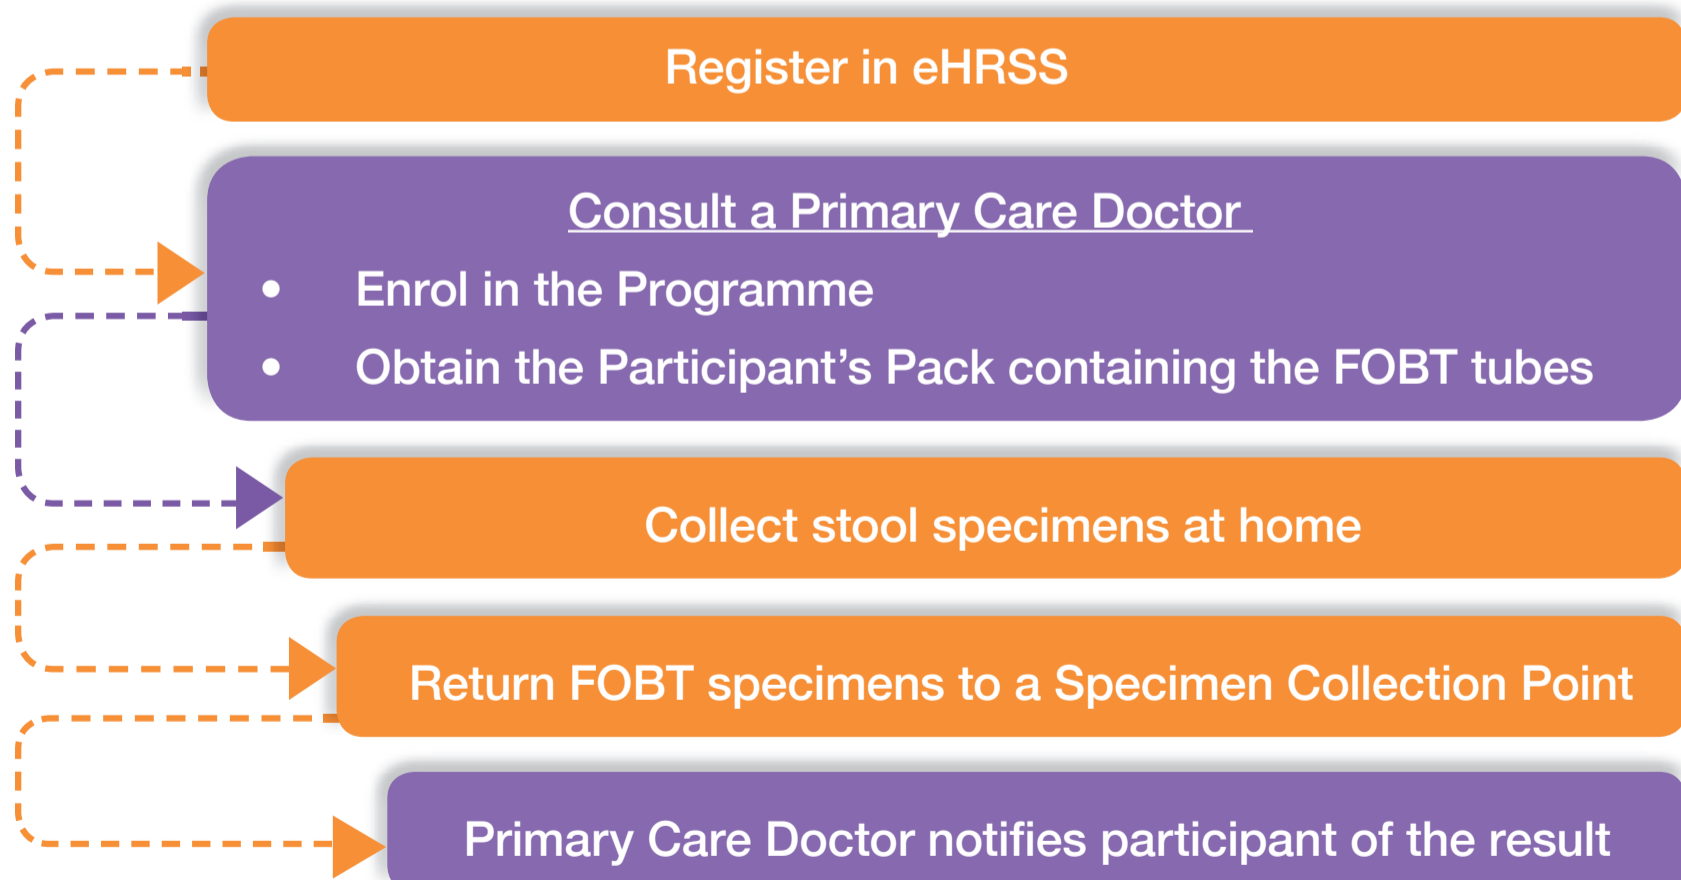 Register in eHRSS
Consult a Primary Care Doctor
• Enrol in the Programme
• Obtain the Participant’s Pack containing the FOBT tubes
Collect stool specimens at home
Return FOBT specimens to a Specimen Collection Point
Primary Care Doctor notifies participant of the result